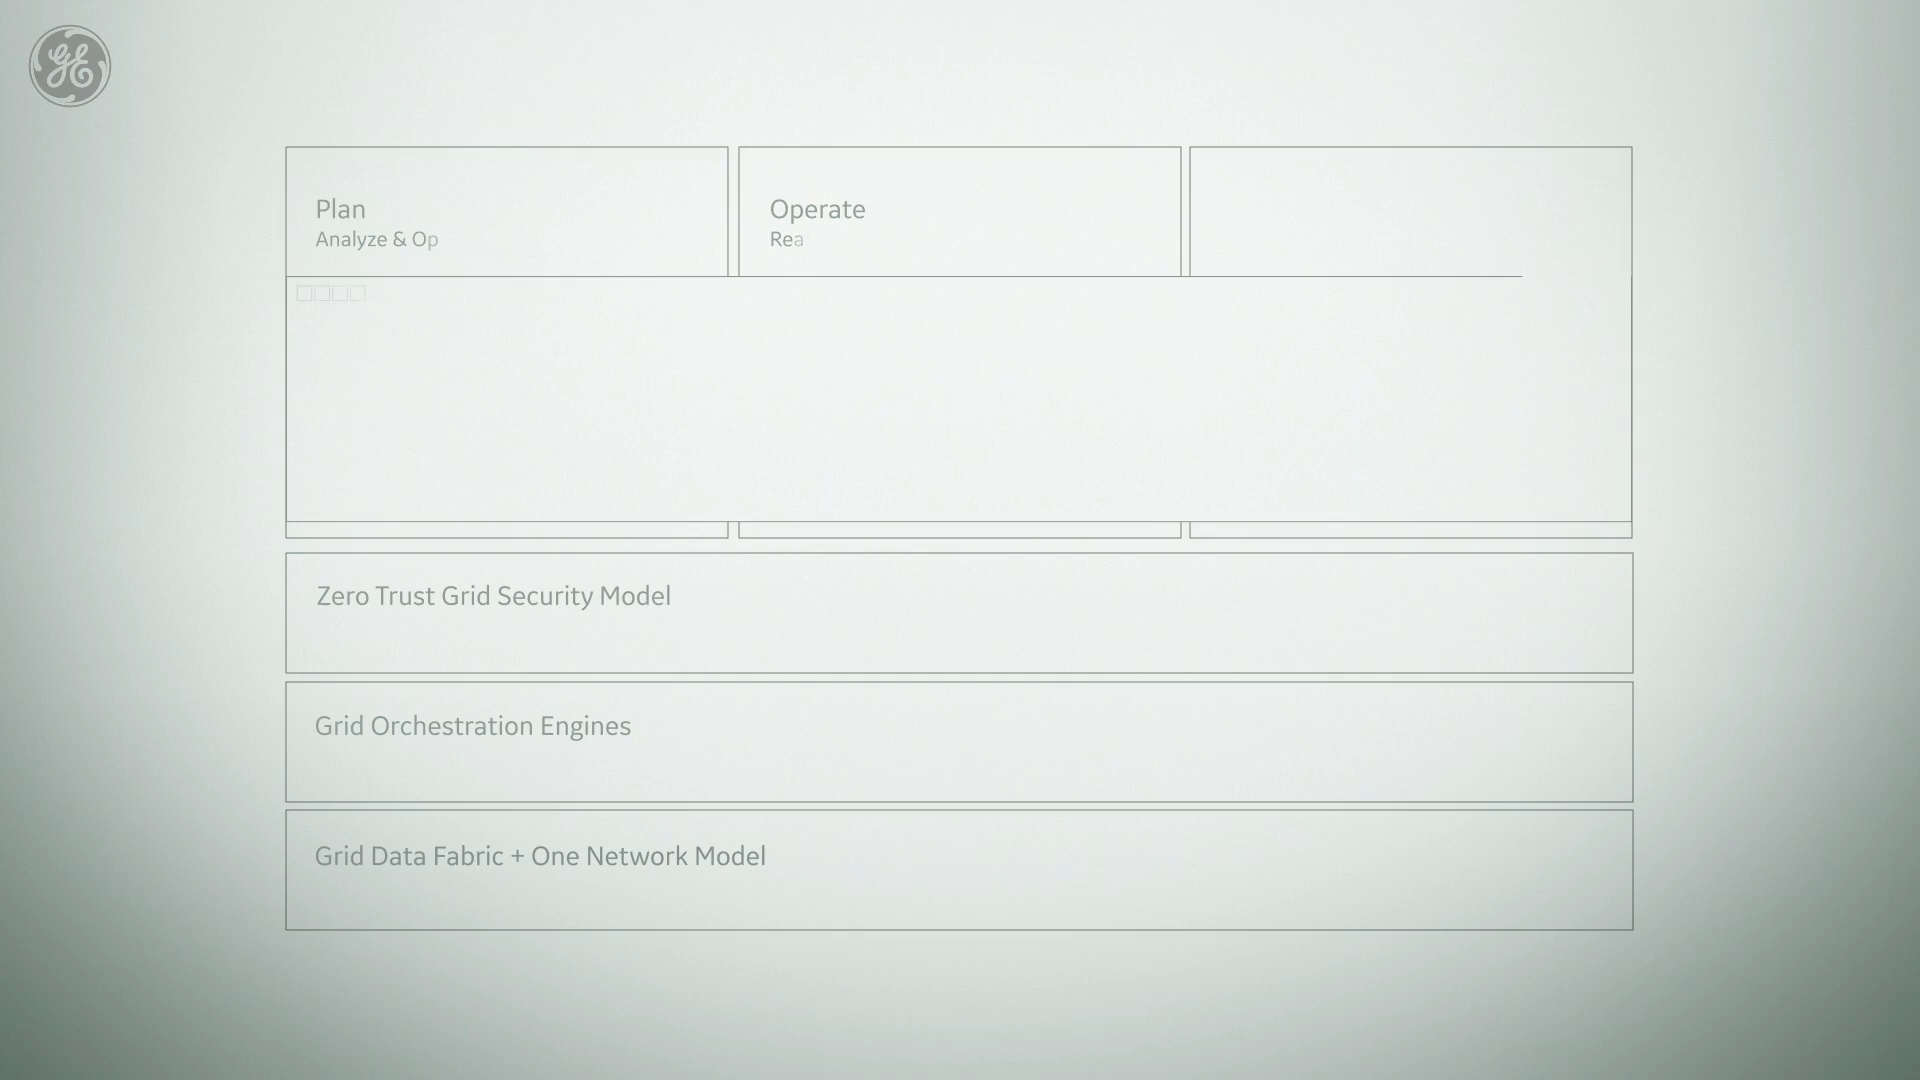 GE
Plan
Analyze & Op
Operate
Rea
Zero Trust Grid Security Model
Grid Orchestration Engines
Grid Data Fabric + One Network Model